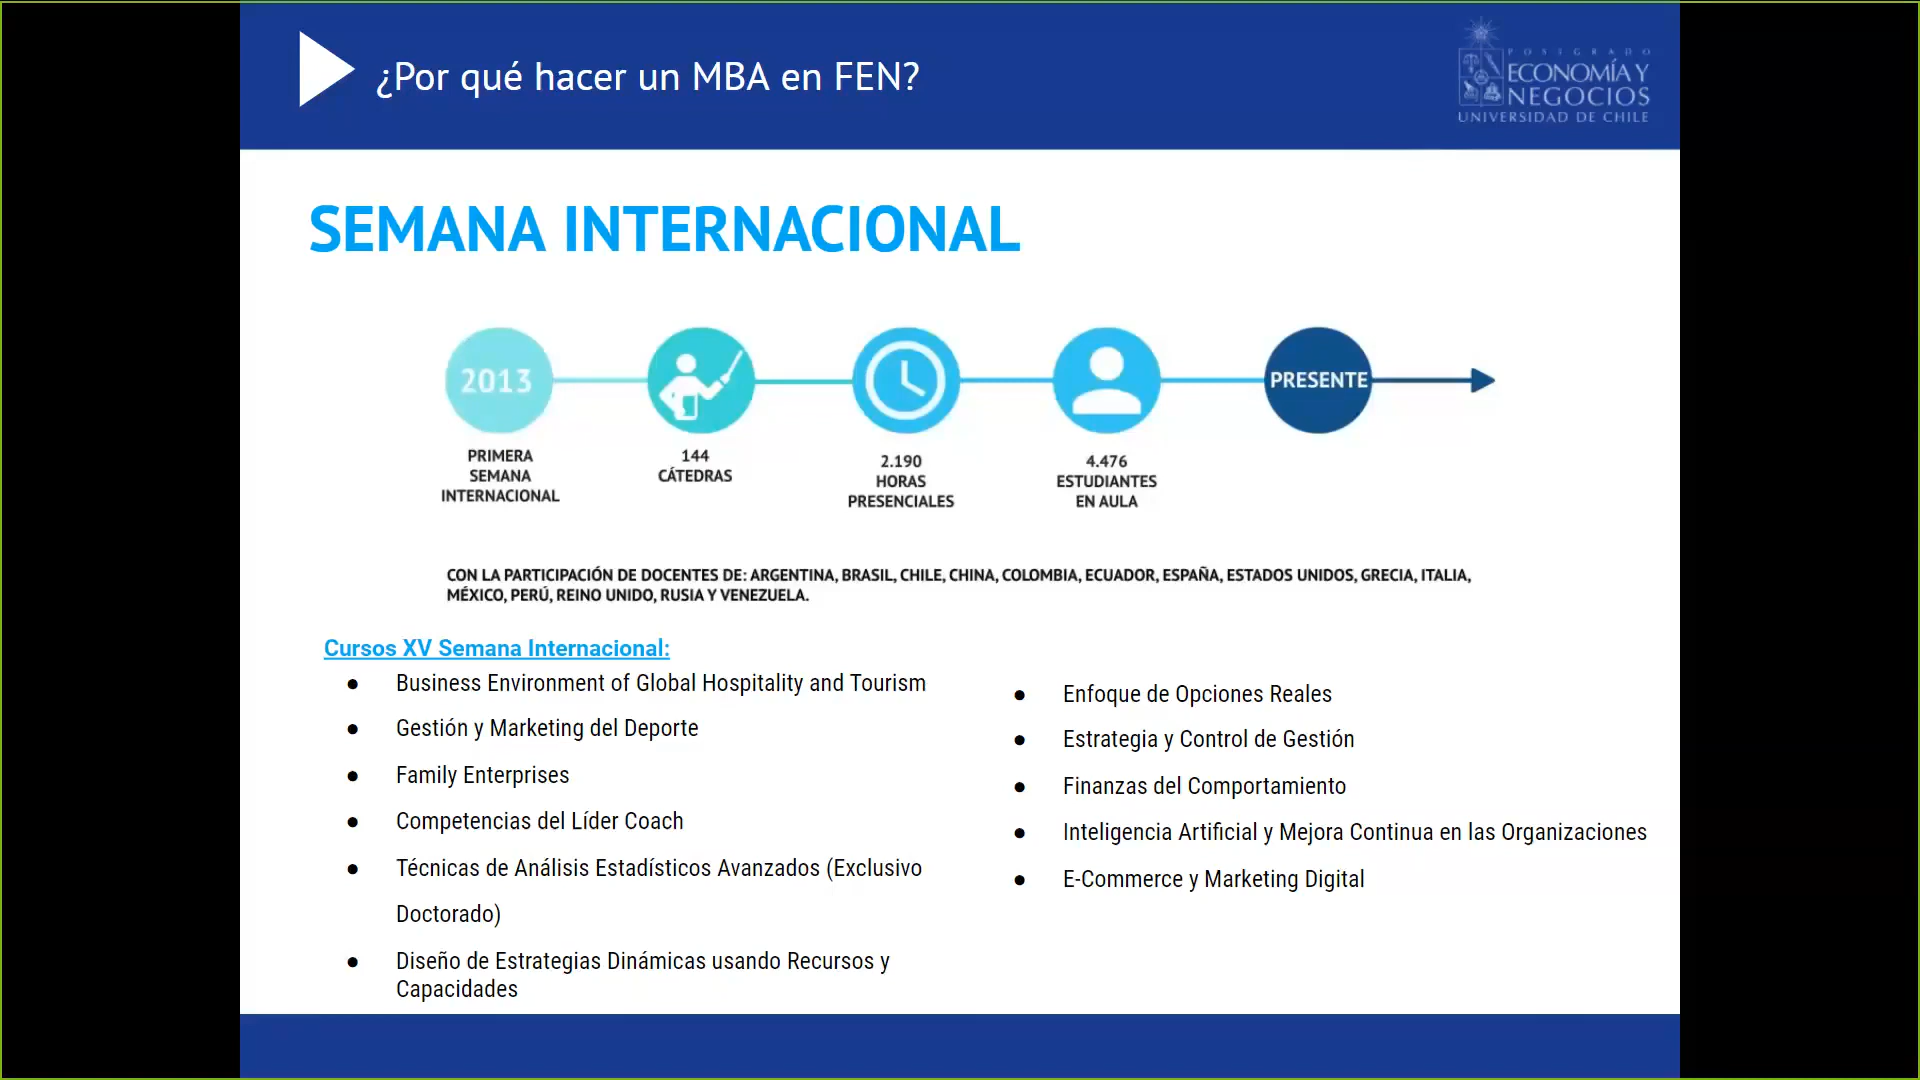 ¿Por qué hacer un MBA en FEN?
POSTGRADO
ECONOMÍA Y
NEGOCIOS
UNIVERSIDAD DE CHILE
SEMANA INTERNACIONAL
2013
PRESENTE
PRIMERA
SEMANA
INTERNACIONAL
144
CÁTEDRAS
2.190
HORAS
PRESENCIALES
4.476
ESTUDIANTES
EN AULA
CON LA PARTICIPACIÓN DE DOCENTES DE: ARGENTINA, BRASIL, CHILE, CHINA, COLOMBIA, ECUADOR, ESPAÑA, ESTADOS UNIDOS, GRECIA, ITALIA,
MÉXICO, PERÚ, REINO UNIDO, RUSIA Y VENEZUELA.
Cursos XV Semana Internacional:
● Business Environment of Global Hospitality and Tourism
● Gestión y Marketing del Deporte
● Family Enterprises
● Competencias del Líder Coach
● Técnicas de Análisis Estadísticos Avanzados (Exclusivo
Doctorado)
● Diseño de Estrategias Dinámicas usando Recursos y
Capacidades
● Enfoque de Opciones Reales
● Estrategia y Control de Gestión
● Finanzas del Comportamiento
● Inteligencia Artificial y Mejora Continua en las Organizaciones
● E-Commerce y Marketing Digital